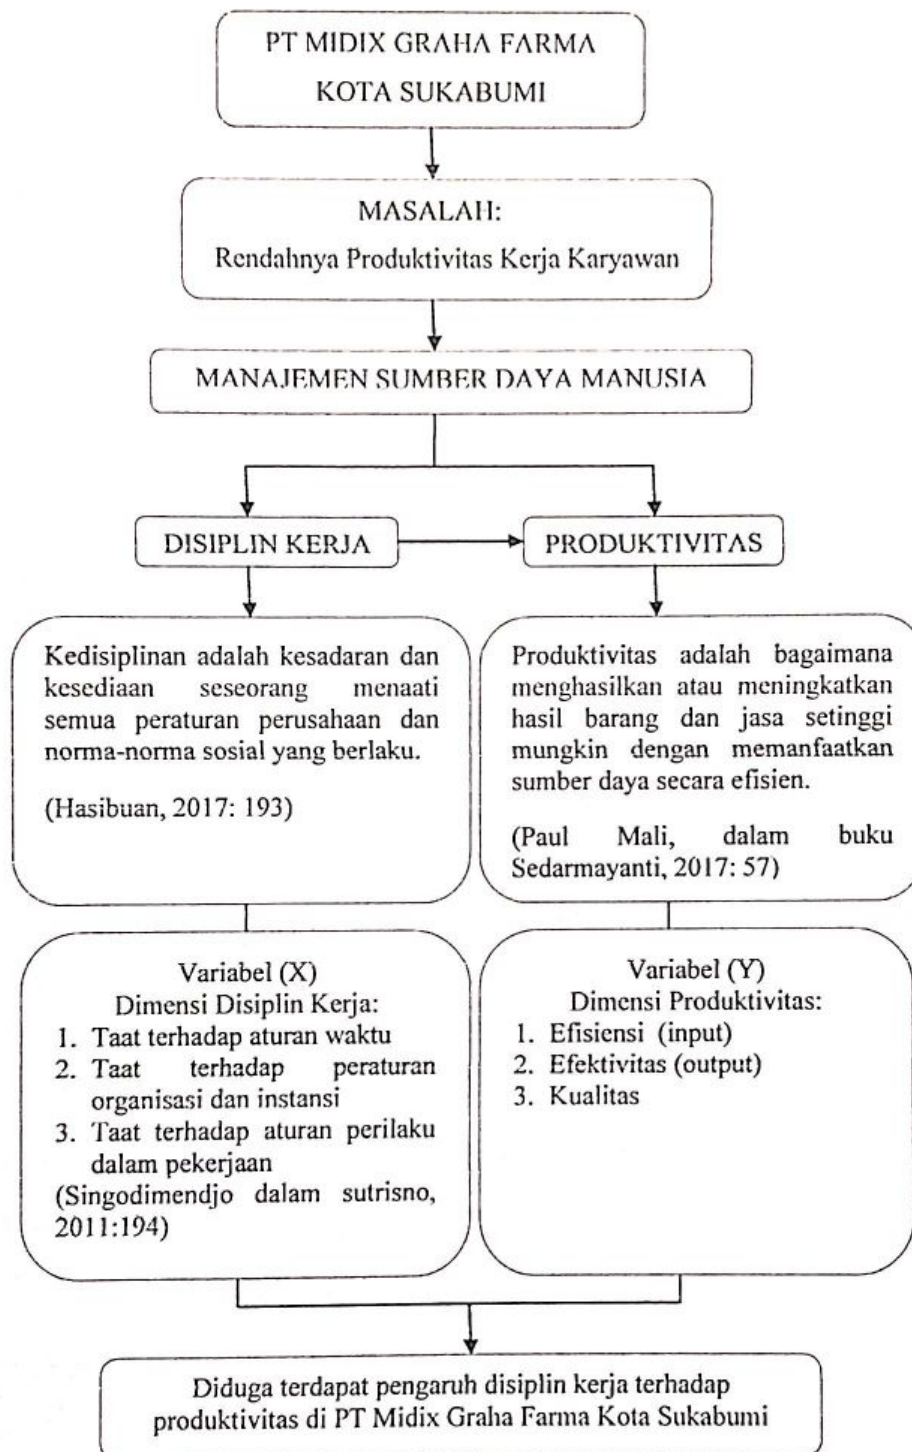 PT MIDIX GRAHA FARMA
KOTA SUKABUMI
MASALAH:
Rendahnya Produktivitas Kerja Karyawan
MANAJEMEN SUMBER DAYA MANUSIA
DISIPLIN KERJA
PRODUKTIVITAS
Kedisiplinan adalah kesadaran dan
kesediaan seseorang menaati
semua peraturan perusahaan dan
norma-norma sosial yang berlaku.
(Hasibuan, 2017: 193)
Produktivitas adalah bagaimana
menghasilkan atau meningkatkan
hasil barang dan jasa setinggi
mungkin dengan memanfaatkan
sumber daya secara efisien.
(Paul Mali, dalam buku
Sedarmayanti, 2017: 57)
Variabel (X)
Dimensi Disiplin Kerja:
1. Taat terhadap aturan waktu
2. Taat terhadap peraturan
organisasi dan instansi
3. Taat terhadap aturan perilaku
dalam pekerjaan
(Singodimendjo dalam sutrisno,
2011:194)
Variabel (Y)
Dimensi Produktivitas:
1. Efisiensi (input)
2. Efektivitas (output)
3. Kualitas
Diduga terdapat pengaruh disiplin kerja terhadap
produktivitas di PT Midix Graha Farma Kota Sukabumi